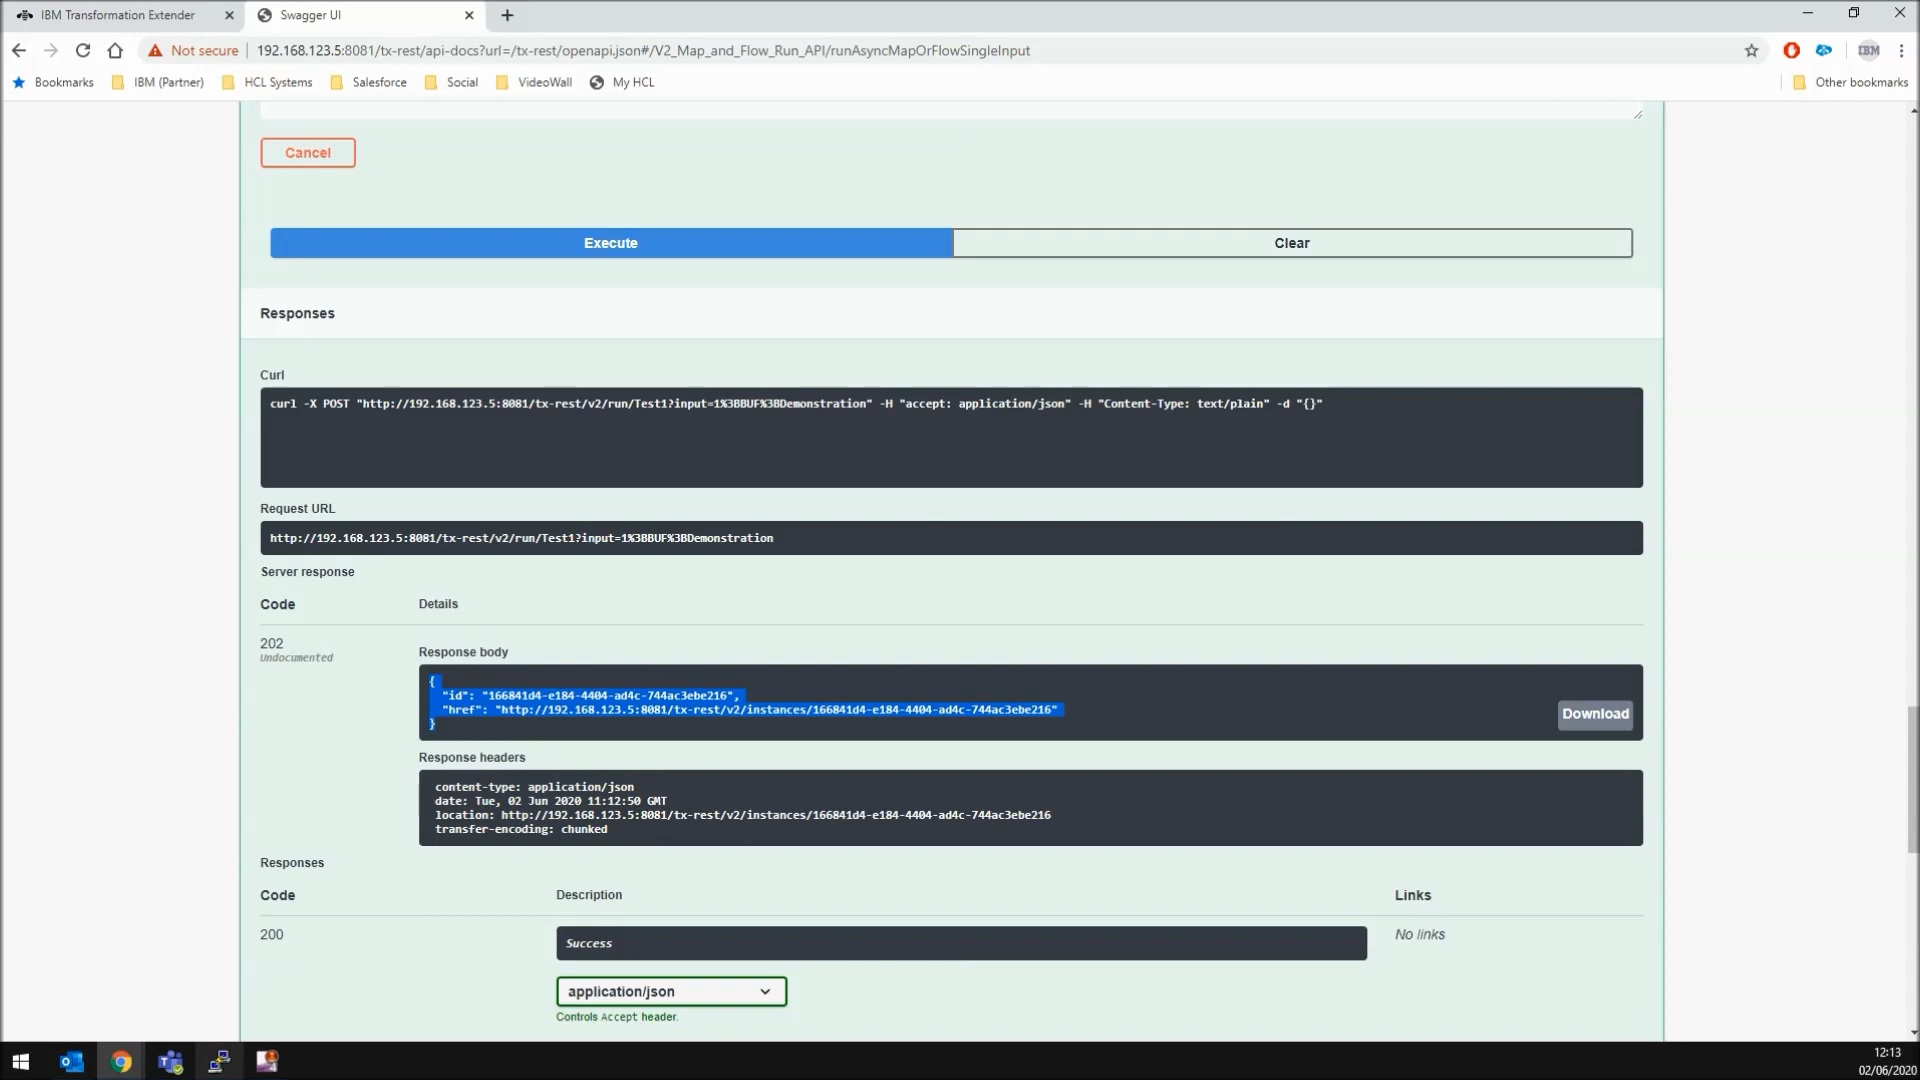 IBM Transformation Extender
Swagger UI
Not secure
192.168.123.5:8081/tx-rest/api-docs?url=/tx-rest/openapi.json#/V2_Map_and_Flow_Run_API/runAsyncMapOrFlowSingleInput
IBM
Bookmarks
IBM (Partner)
HCL Systems
Salesforce
Social
VideoWall
My HCL
Other bookmarks
Cancel
Execute
Clear
Responses
Curl
curl -X POST "http://192.168.123.5:8081/tx-rest/v2/run/Test1?input=1%3BBUF%3BDemonstration" -H "accept: application/json" -H "Content-Type: text/plain" -d "{}"
Request URL
http://192.168.123.5:8081/tx-rest/v2/run/Test1?input=1%3BBUF%3BDemonstration
Server response
Code
Details
202
Undocumented
Response body
{
"id": "166841d4-e184-4404-ad4c-744ac3ebe216",
"href": "http://192.168.123.5:8081/tx-rest/v2/instances/166841d4-e184-4404-ad4c-744ac3ebe216"
}
Download
Response headers
content-type: application/json
date: Tue, 02 Jun 2020 11:12:50 GMT
location: http://192.168.123.5:8081/tx-rest/v2/instances/166841d4-e184-4404-ad4c-744ac3ebe216
transfer-encoding: chunked
Responses
Code
Description
Links
200
Success
No links
application/json
Controls Accept header.
12:13
02/06/2020